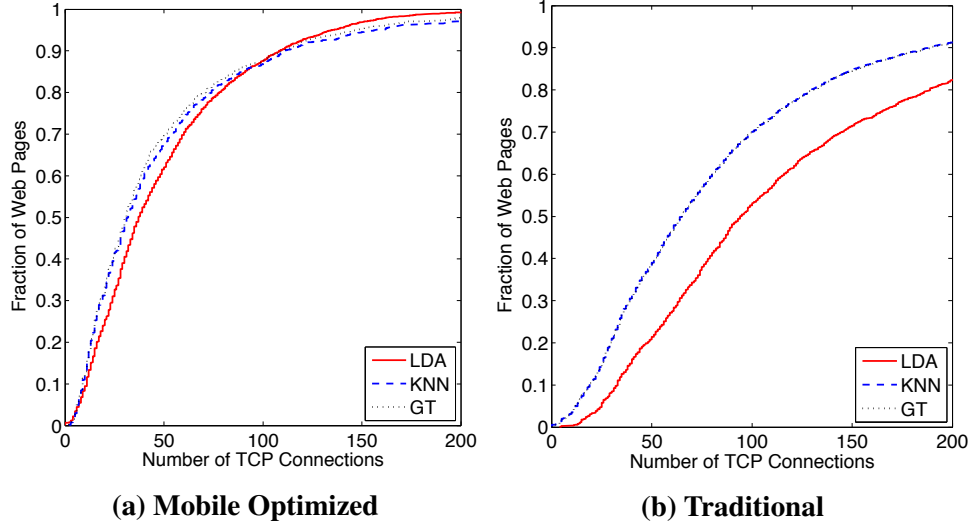 1
0.9
0.8
0.7
0.6
0.5
0.4
0.3
0.2
0.1
0
Fraction of Web Pages
0 50 100 150 200
Number of TCP Connections
LDA
KNN
GT
(a) Mobile Optimized
1
0.9
0.8
0.7
0.6
0.5
0.4
0.3
0.2
0.1
0
Fraction of Web Pages
0 50 100 150 200
Number of TCP Connections
LDA
KNN
GT
(b) Traditional